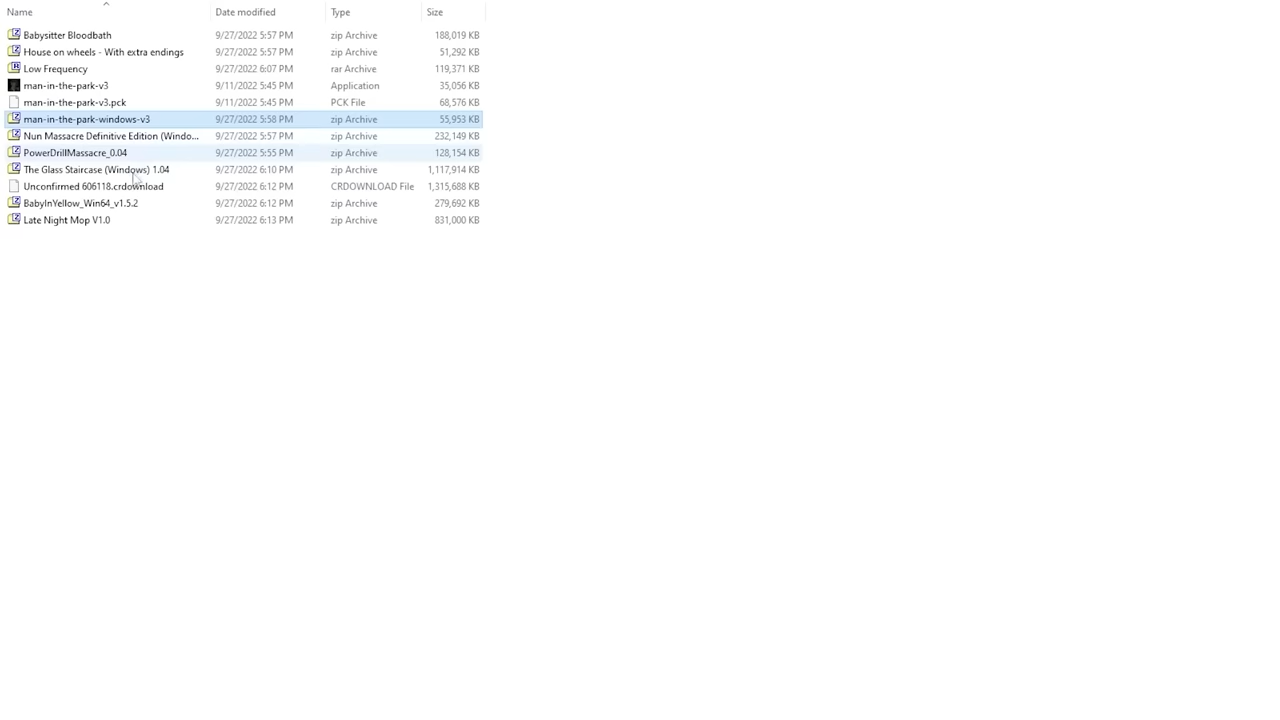 Name Date modified Type Size
Babysitter Bloodbath 9/27/2022 5:57 PM zip Archive 188,019 KB
House on wheels - With extra endings 9/27/2022 5:57 PM zip Archive 51,292 KB
Low Frequency 9/27/2022 6:07 PM rar Archive 119,371 KB
man-in-the-park-v3 9/11/2022 5:45 PM Application 35,056 KB
man-in-the-park-v3.pck 9/11/2022 5:45 PM PCK File 68,576 KB
man-in-the-park-windows-v3 9/27/2022 5:58 PM zip Archive 55,953 KB
Nun Massacre Definitive Edition (Windo... 9/27/2022 5:57 PM zip Archive 232,149 KB
PowerDrillMassacre_0.04 9/27/2022 5:55 PM zip Archive 128,154 KB
The Glass Staircase (Windows) 1.04 9/27/2022 6:10 PM zip Archive 1,117,914 KB
Unconfirmed 606118.crdownload 9/27/2022 6:12 PM CRDOWNLOAD File 1,315,688 KB
BabyInYellow_Win64_v1.5.2 9/27/2022 6:12 PM zip Archive 279,692 KB
Late Night Mop V1.0 9/27/2022 6:13 PM zip Archive 831,000 KB